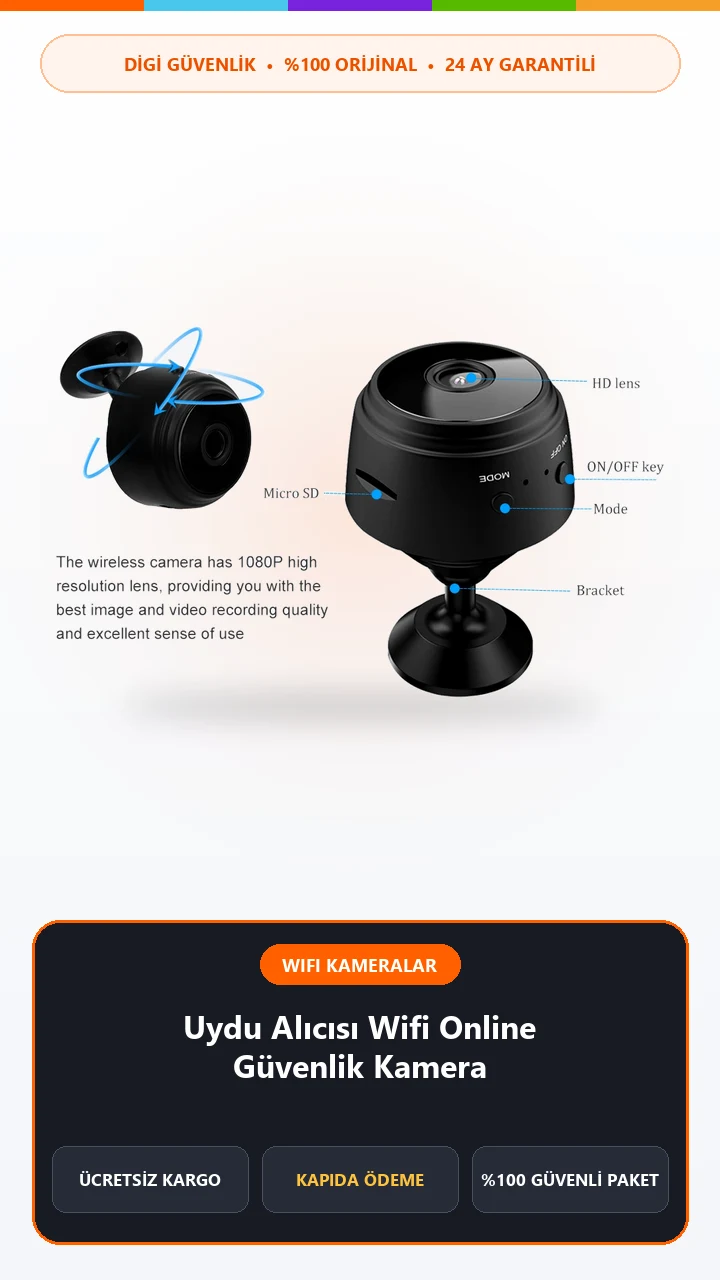 DİGİ GÜVENLİK • %100 ORİJİNAL • 24 AY GARANTİLİ
HD lens
ON OFF
ON/OFF key
MODE
Micro SD
Mode
The wireless camera has 1080P high
resolution lens, providing you with the
best image and video recording quality
and excellent sense of use
Bracket
WIFI KAMERALAR
Uydu Alıcısı Wifi Online
Güvenlik Kamera
ÜCRETSİZ KARGO
KAPIDA ÖDEME
%100 GÜVENLİ PAKET